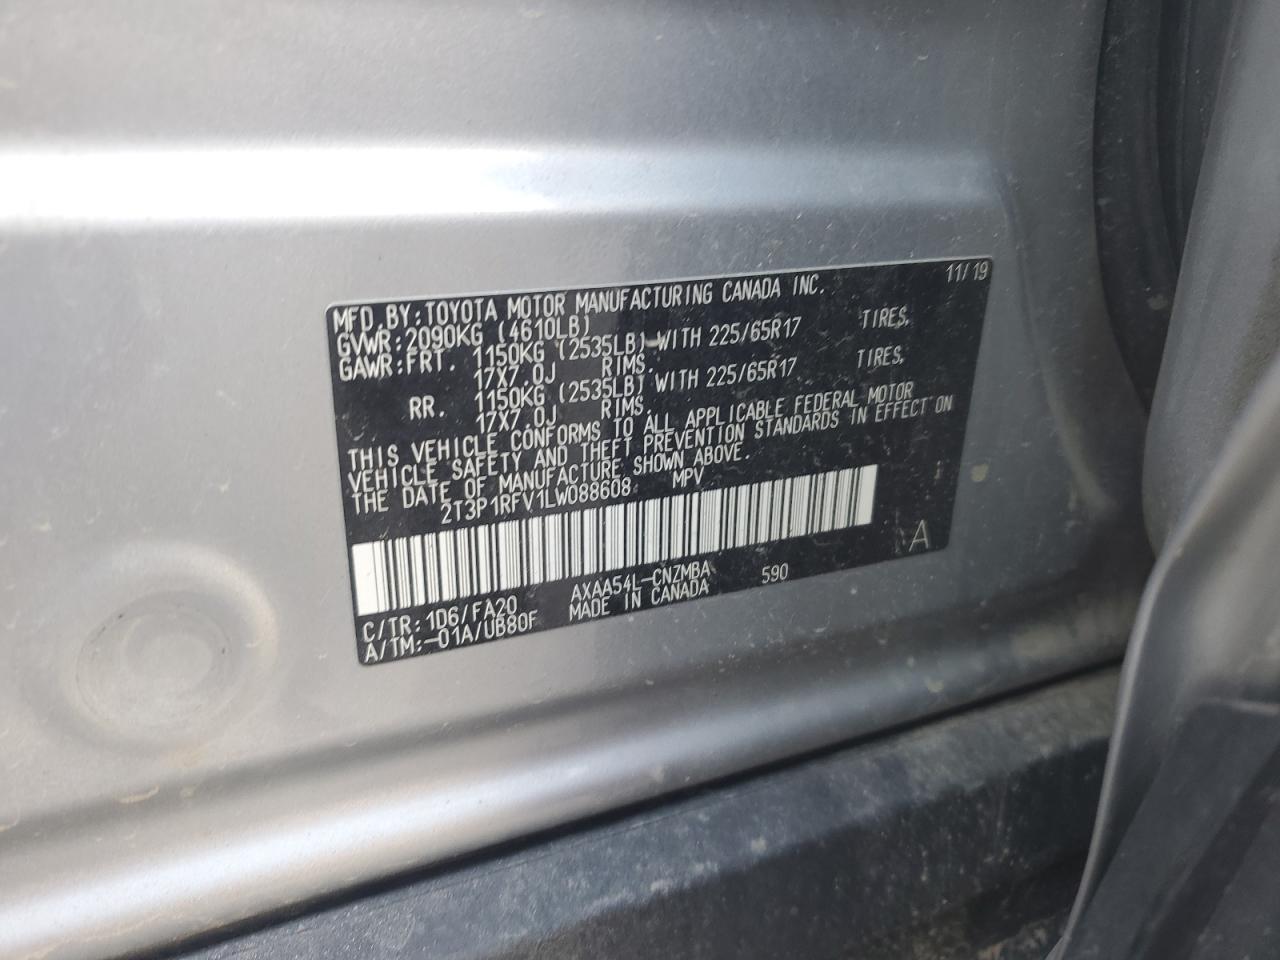 MFD.BY:TOYOTA MOTOR MANUFACTURING CANADA INC. 11/19
GVWR:2090KG (4610LB)
GAWR:FRT. 1150KG (2535LB) WITH 225/65R17 TIRES,
17X7.0J RIMS.
RR. 1150KG (2535LB) WITH 225/65R17 TIRES,
17X7.0J RIMS.
THIS VEHICLE CONFORMS TO ALL APPLICABLE FEDERAL MOTOR
VEHICLE SAFETY AND THEFT PREVENTION STANDARDS IN EFFECT ON
THE DATE OF MANUFACTURE SHOWN ABOVE.
2T3P1RFV1LW088608 MPV
A
C/TR:1D6/FA20 AXAA54L-CNZMBA 590
A/TM:-01A/UB80F MADE IN CANADA